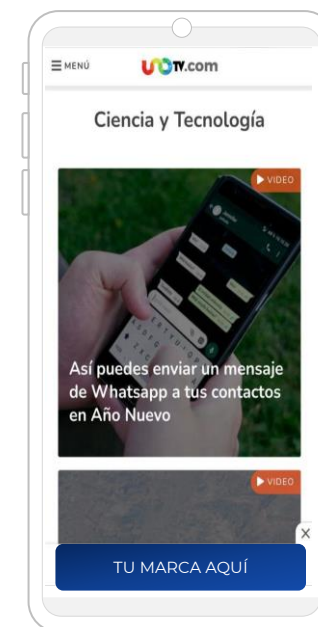 MENÚ
UNOTV.com
Ciencia y Tecnología
VIDEO
Así puedes enviar un mensaje
de Whatsapp a tus contactos
en Año Nuevo
VIDEO
X
TU MARCA AQUÍ